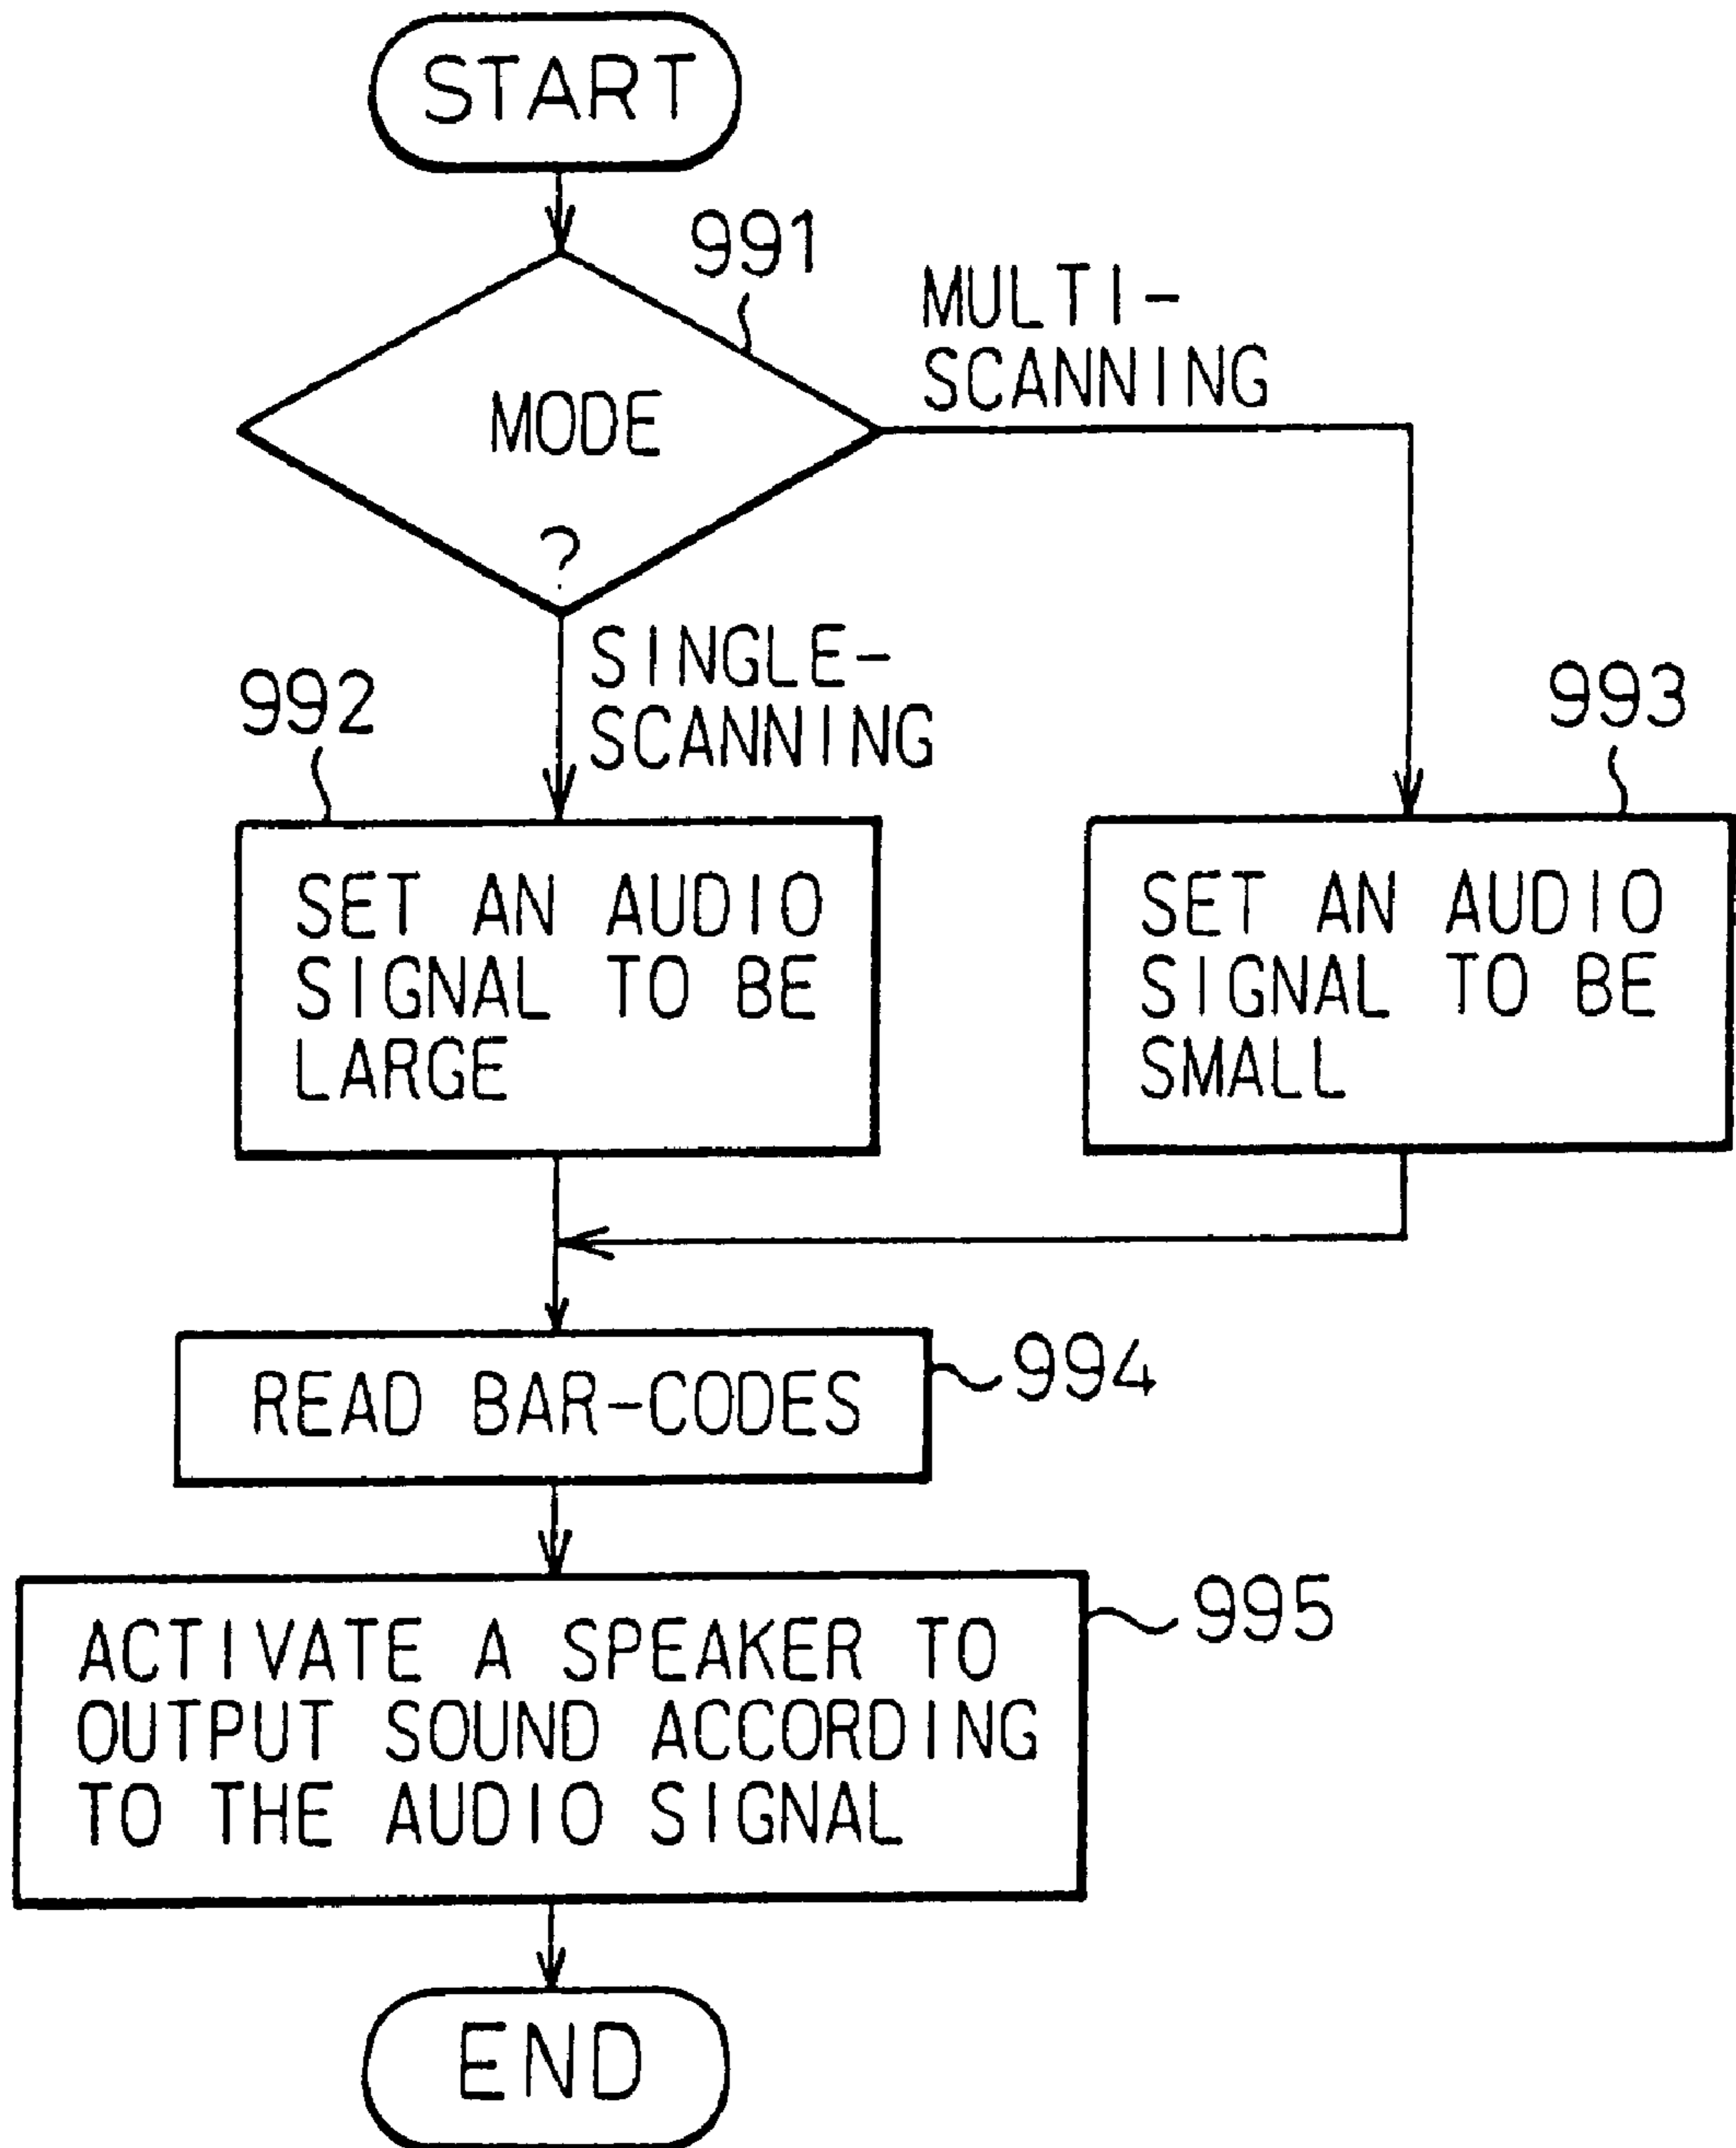 START
991
MULTI-
SCANNING
MODE
?
SINGLE-
SCANNING
992
993
SET AN AUDIO
SIGNAL TO BE
LARGE
SET AN AUDIO
SIGNAL TO BE
SMALL
READ BAR-CODES
994
ACTIVATE A SPEAKER TO
OUTPUT SOUND ACCORDING
TO THE AUDIO SIGNAL
995
END